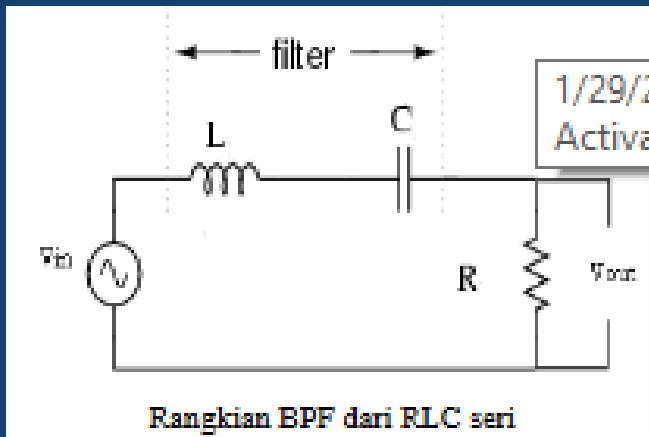 filter
1/29/2
Activa
L
C
Vin
R
Vout
Rangkian BPF dari RLC seri